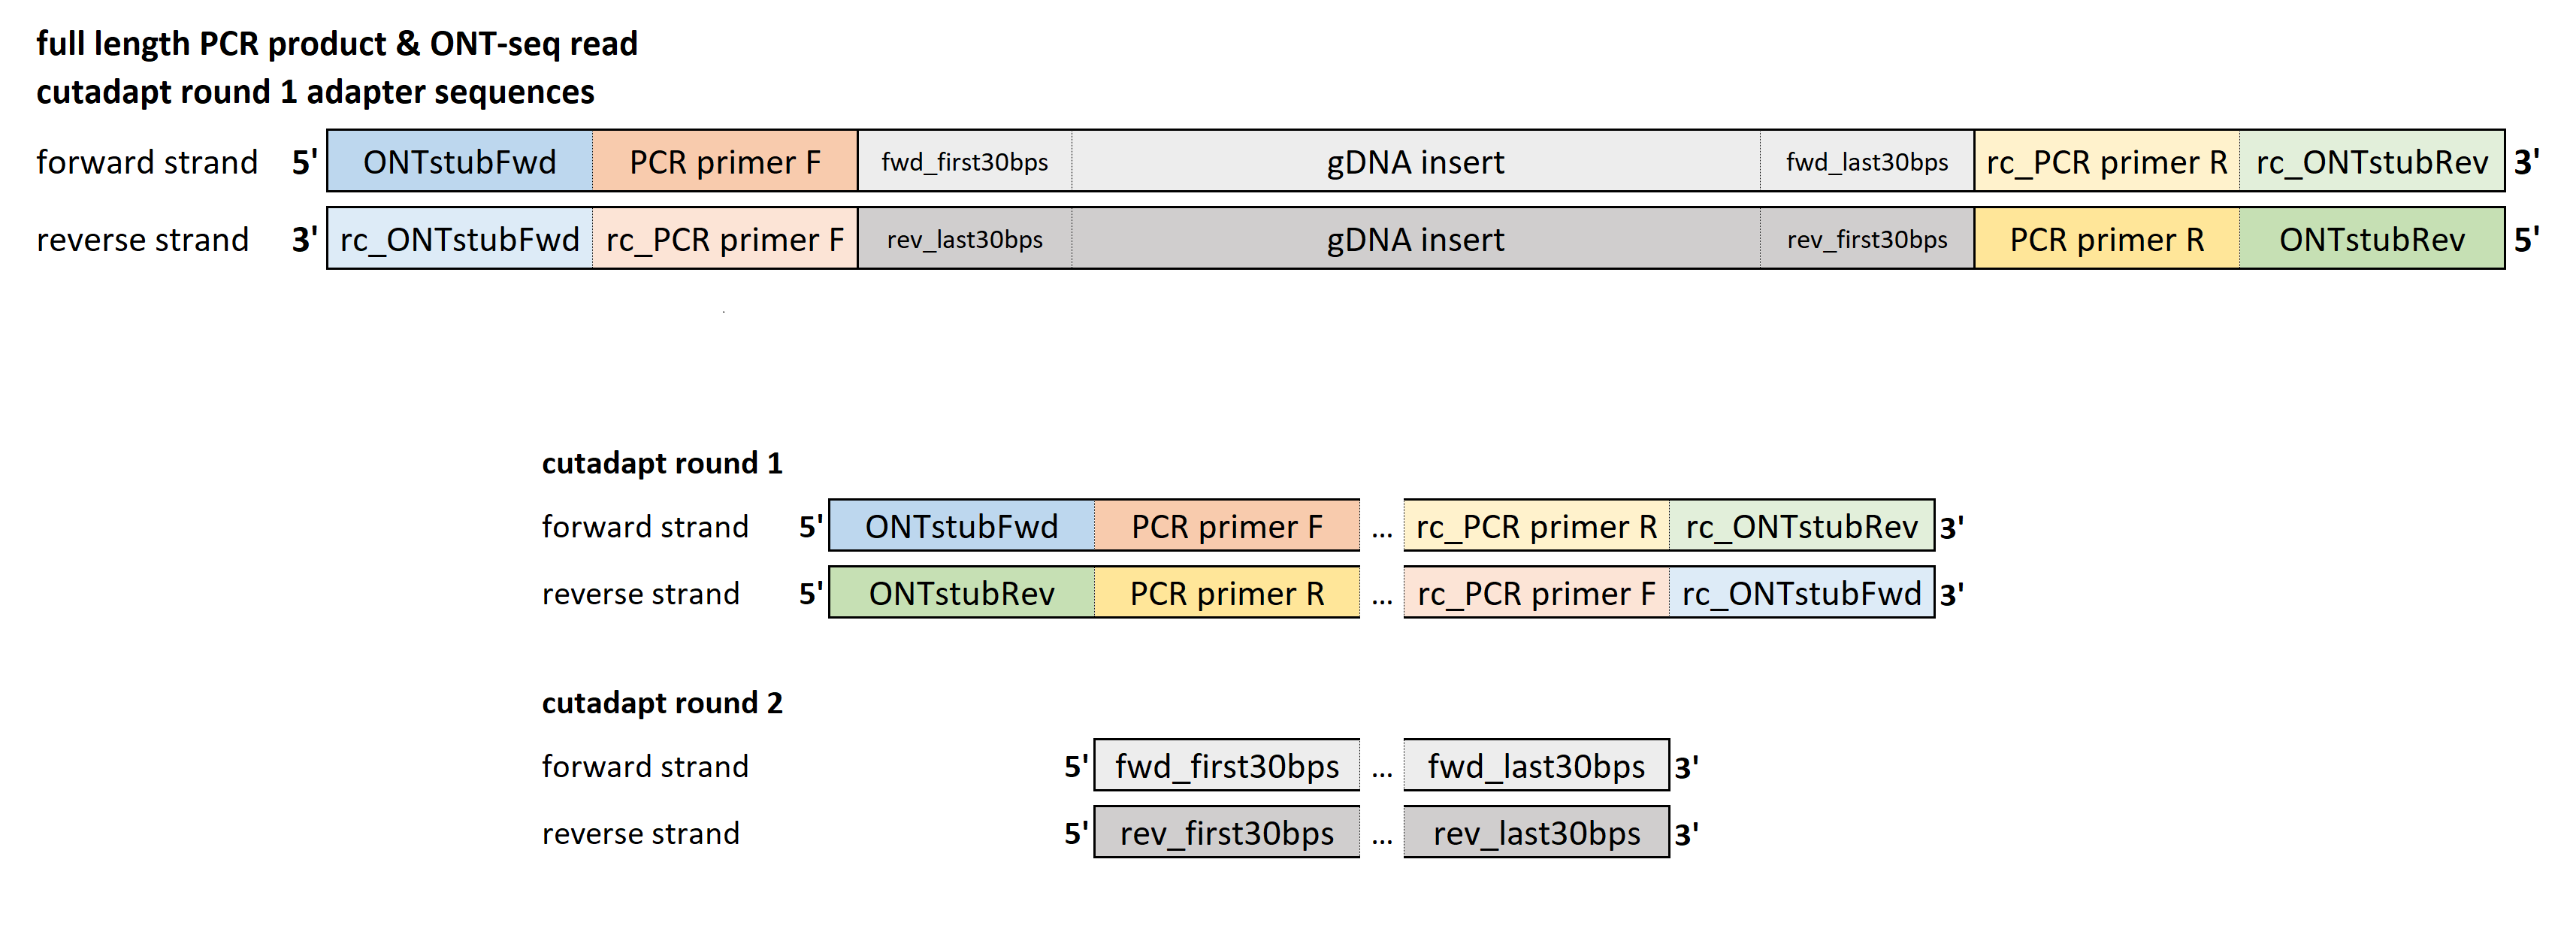 full length PCR product & ONT-seq read
cutadapt round 1 adapter sequences
forward strand 5' ONTstubFwd PCR primer F fwd_first30bps gDNA insert fwd_last30bps rc_PCR primer R rc_ONTstubRev 3'
reverse strand 3' rc_ONTstubFwd rc_PCR primer F rev_last30bps gDNA insert rev_first30bps PCR primer R ONTstubRev 5'
cutadapt round 1
forward strand 5' ONTstubFwd PCR primer F ... rc_PCR primer R rc_ONTstubRev 3'
reverse strand 5' ONTstubRev PCR primer R ... rc_PCR primer F rc_ONTstubFwd 3'
cutadapt round 2
forward strand 5' fwd_first30bps ... fwd_last30bps 3'
reverse strand 5' rev_first30bps ... rev_last30bps 3'